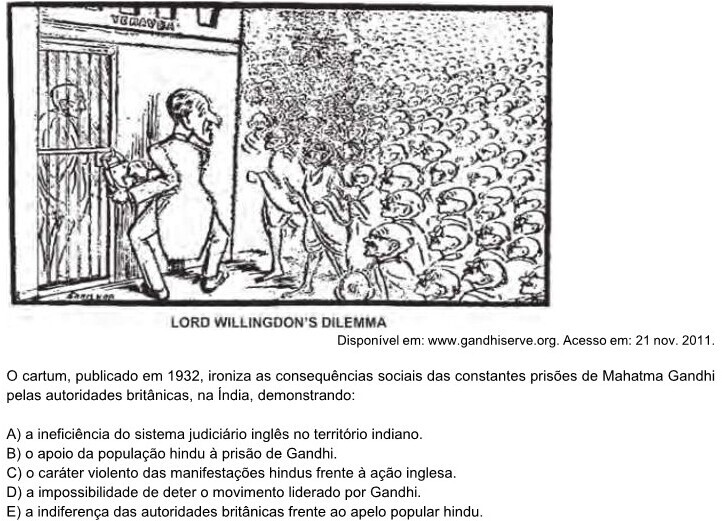 YERAVDA
SHANKAR
LORD WILLINGDON'S DILEMMA
Disponível em: www.gandhiserve.org. Acesso em: 21 nov. 2011.
O cartum, publicado em 1932, ironiza as consequências sociais das constantes prisões de Mahatma Gandhi
pelas autoridades britânicas, na Índia, demonstrando:
A) a ineficiência do sistema judiciário inglês no território indiano.
B) o apoio da população hindu à prisão de Gandhi.
C) o caráter violento das manifestações hindus frente à ação inglesa.
D) a impossibilidade de deter o movimento liderado por Gandhi.
E) a indiferença das autoridades britânicas frente ao apelo popular hindu.